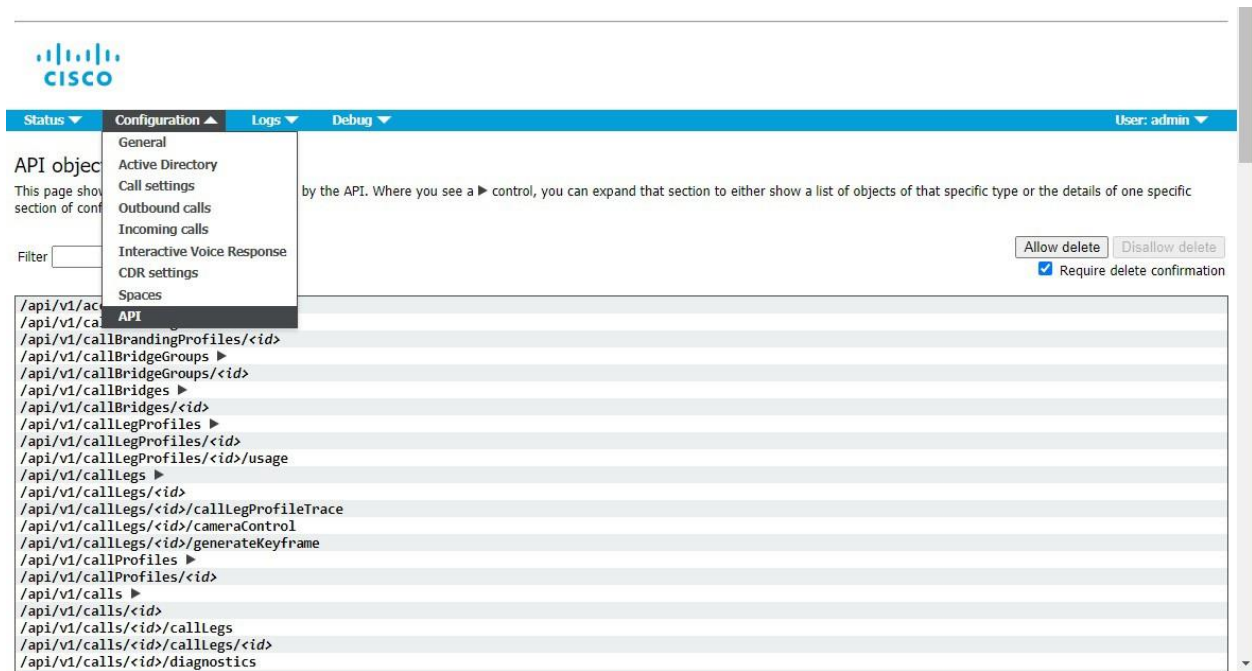 CISCO
Status ▼ Configuration ▲ Logs ▼ Debug ▼ User: admin ▼
General
Active Directory
Call settings
Outbound calls
Incoming calls
Interactive Voice Response
CDR settings
Spaces
API
API objec
This page sho by the API. Where you see a ▶ control, you can expand that section to either show a list of objects of that specific type or the details of one specific
section of conf
Filter
Allow delete Disallow delete
Require delete confirmation
/api/v1/ac
/api/v1/ca
/api/v1/callBrandingProfiles/<id>
/api/v1/callBridgeGroups ▶
/api/v1/callBridgeGroups/<id>
/api/v1/callBridges ▶
/api/v1/callBridges/<id>
/api/v1/callLegProfiles ▶
/api/v1/callLegProfiles/<id>
/api/v1/callLegProfiles/<id>/usage
/api/v1/callLegs ▶
/api/v1/callLegs/<id>
/api/v1/callLegs/<id>/callLegProfileTrace
/api/v1/callLegs/<id>/cameraControl
/api/v1/callLegs/<id>/generateKeyframe
/api/v1/callProfiles ▶
/api/v1/callProfiles/<id>
/api/v1/calls ▶
/api/v1/calls/<id>
/api/v1/calls/<id>/callLegs
/api/v1/calls/<id>/callLegs/<id>
/api/v1/calls/<id>/diagnostics